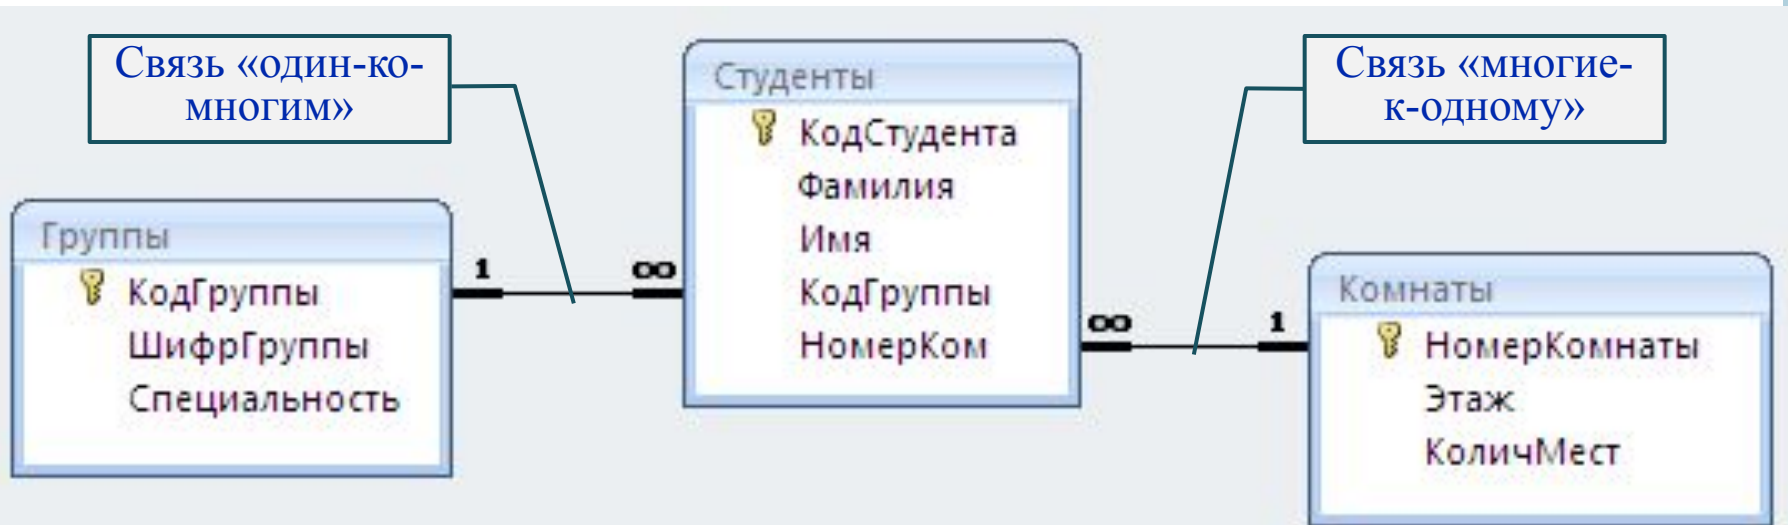 Связь «один-ко-
многим»
Студенты
КодСтудента
Фамилия
Имя
КодГруппы
НомерКом
Связь «многие-
к-одному»
Группы
КодГруппы
ШифрГруппы
Специальность
1
∞
∞
1
Комнаты
НомерКомнаты
Этаж
КоличМест